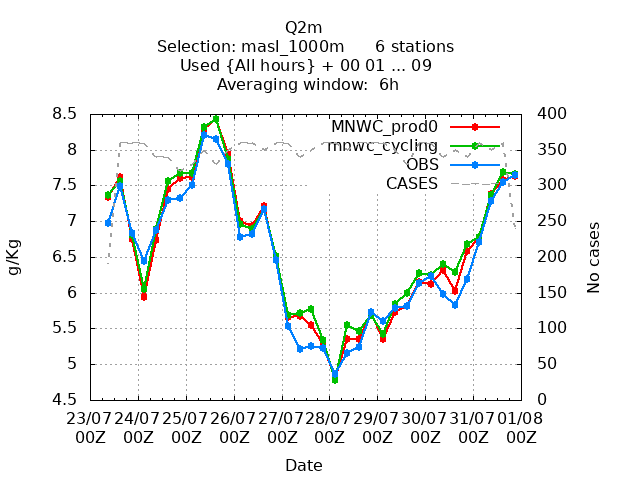 Q2m
Selection: masl_1000m      6 stations
Used {All hours} + 00 01 ... 09
Averaging window:  6h
g/Kg
8.5
8
7.5
7
6.5
6
5.5
5
4.5
MNWC_prod0
mnwc_cycling
OBS
CASES
400
350
300
250
200
150
100
50
0
No cases
23/07 24/07 25/07 26/07 27/07 28/07 29/07 30/07 31/07 01/08
00Z 00Z 00Z 00Z 00Z 00Z 00Z 00Z 00Z 00Z
Date